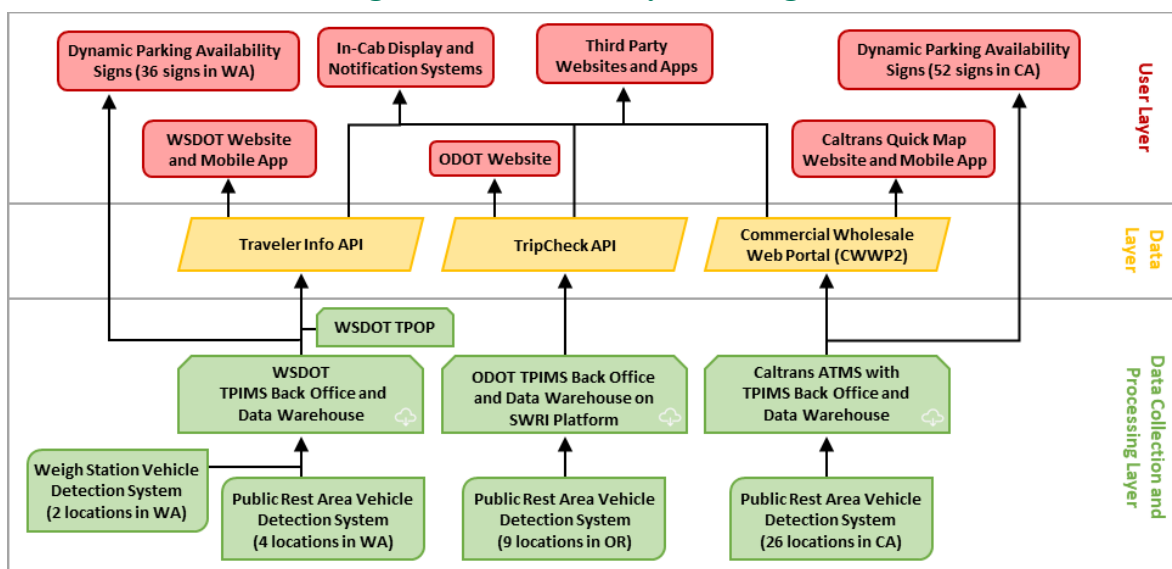 Dynamic Parking Availability
Signs (36 signs in WA)
In-Cab Display and
Notification Systems
Third Party
Websites and Apps
Dynamic Parking Availability
Signs (52 signs in CA)
User Layer
WSDOT Website
and Mobile App
ODOT Website
Caltrans Quick Map
Website and Mobile App
Traveler Info API
TripCheck API
Commercial Wholesale
Web Portal (CWWP2)
Data
Layer
WSDOT TPOP
WSDOT
TPIMS Back Office and
Data Warehouse
ODOT TPIMS Back Office
and Data Warehouse on
SWRI Platform
Caltrans ATMS with
TPIMS Back Office and
Data Warehouse
Data Collection and
Processing Layer
Weigh Station Vehicle
Detection System
(2 locations in WA)
Public Rest Area Vehicle
Detection System
(4 locations in WA)
Public Rest Area Vehicle
Detection System
(9 locations in OR)
Public Rest Area Vehicle
Detection System
(26 locations in CA)